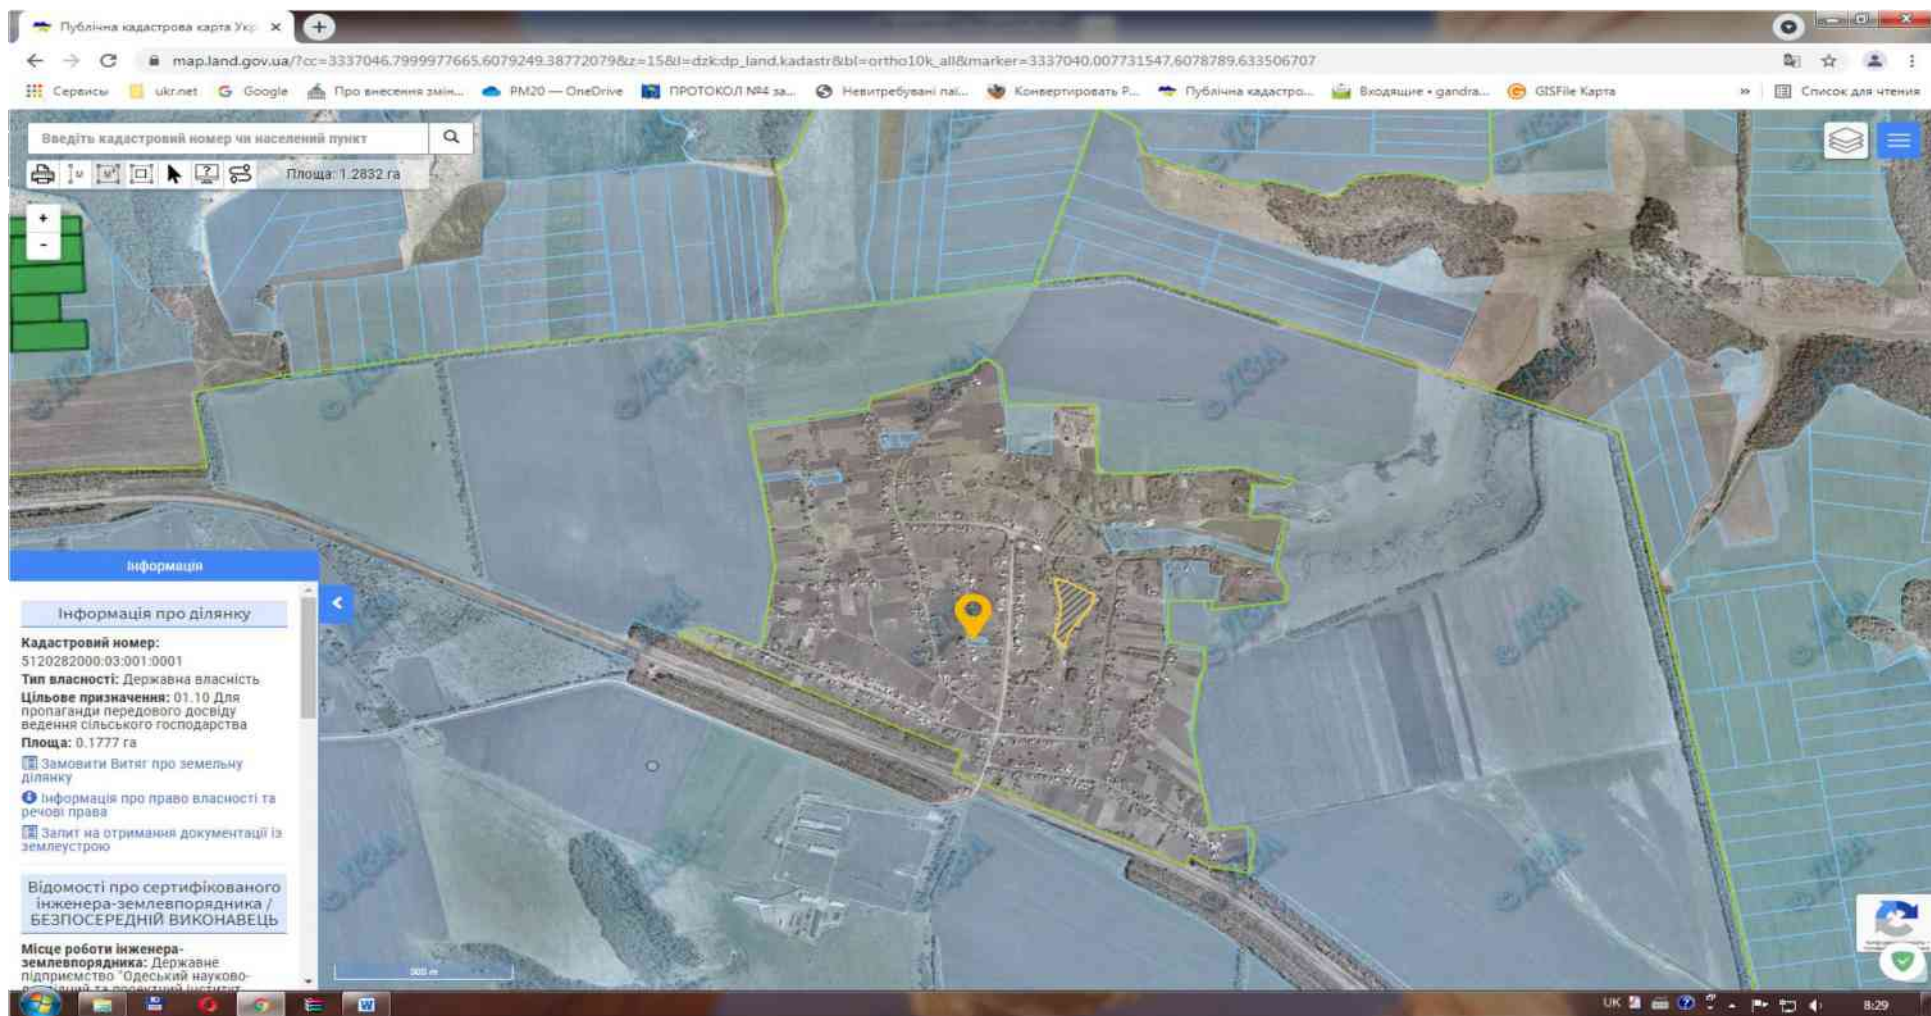 Публічна кадастрова карта Укр
map.land.gov.ua/?cc=3337046.7999977665,6079249.38772079&z=15&l=dzk:dp_land,kadastr&bl=ortho10k_all&marker=3337040.007731547,6078789.633506707
Сервисы ukr.net Google Про внесення змін... PM20 — OneDrive ПРОТОКОЛ №4 за... Невитребувані паї... Конвертировать P... Публічна кадастро... Входящие • gandra... GISFile Карта » Список для чтения
Введіть кадастровий номер чи населений пункт
Площа: 1.2832 га
+
-
Інформація
Інформація про ділянку
Кадастровий номер:
5120282000:03:001:0001
Тип власності: Державна власність
Цільове призначення: 01.10 Для
пропаганди передового досвіду
ведення сільського господарства
Площа: 0.1777 га
Замовити Витяг про земельну
ділянку
Інформація про право власності та
речові права
Запит на отримання документації із
землеустрою
Відомості про сертифікованого
інженера-землевпорядника /
БЕЗПОСЕРЕДНІЙ ВИКОНАВЕЦЬ
Місце роботи інженера-
землевпорядника: Державне
підприємство "Одеський науково-
500 m
© ДЗА
UK
8:29